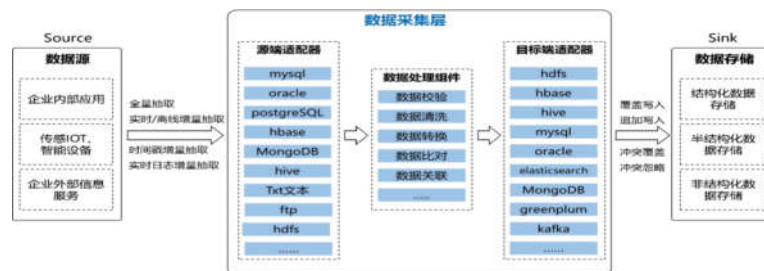 数据采集层
Source
数据源
企业内部应用
传感IOT,
智能设备
企业外部信息
服务
全量抽取
实时/离线增量抽取
时间戳增量抽取
实时日志增量抽取
源端适配器
mysql
oracle
postgreSQL
hbase
MongoDB
hive
Txt文本
ftp
hdfs
......
数据处理组件
数据校验
数据清洗
数据转换
数据比对
数据关联
......
目标端适配器
hdfs
hbase
hive
mysql
oracle
elasticsearch
MongoDB
greenplum
kafka
......
覆盖写入
追加写入
冲突覆盖
冲突忽略
Sink
数据存储
结构化数据
存储
半结构化数
据存储
非结构化数
据存储